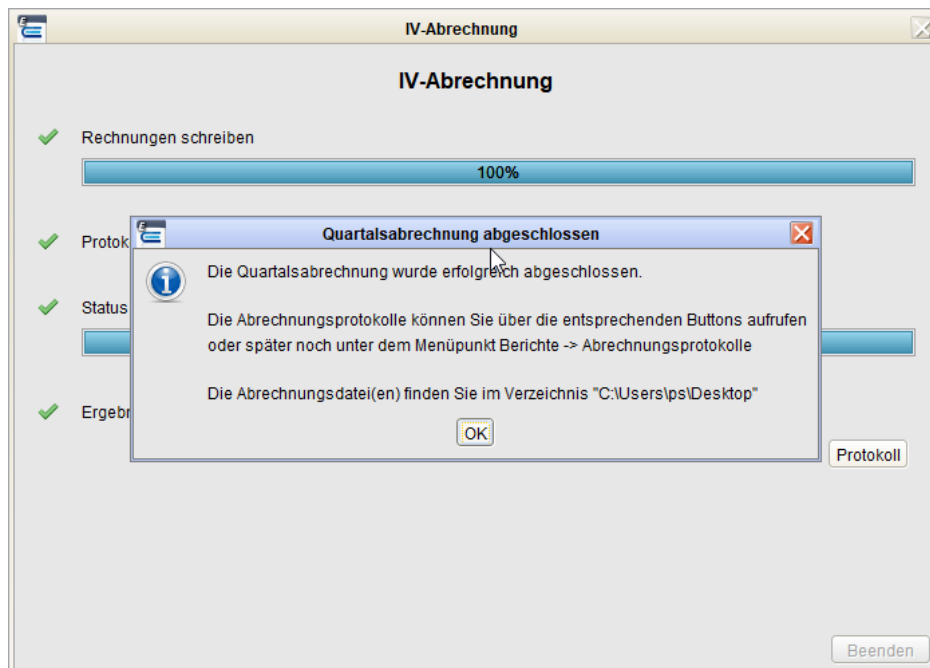 IV-Abrechnung
IV-Abrechnung
Rechnungen schreiben
100%
Protok
Quartalsabrechnung abgeschlossen
Die Quartalsabrechnung wurde erfolgreich abgeschlossen.
Status
Die Abrechnungsprotokolle können Sie über die entsprechenden Buttons aufrufen
oder später noch unter dem Menüpunkt Berichte -> Abrechnungsprotokolle
Die Abrechnungsdatei(en) finden Sie im Verzeichnis "C:\Users\ps\Desktop"
Ergebn
OK
Protokoll
Beenden